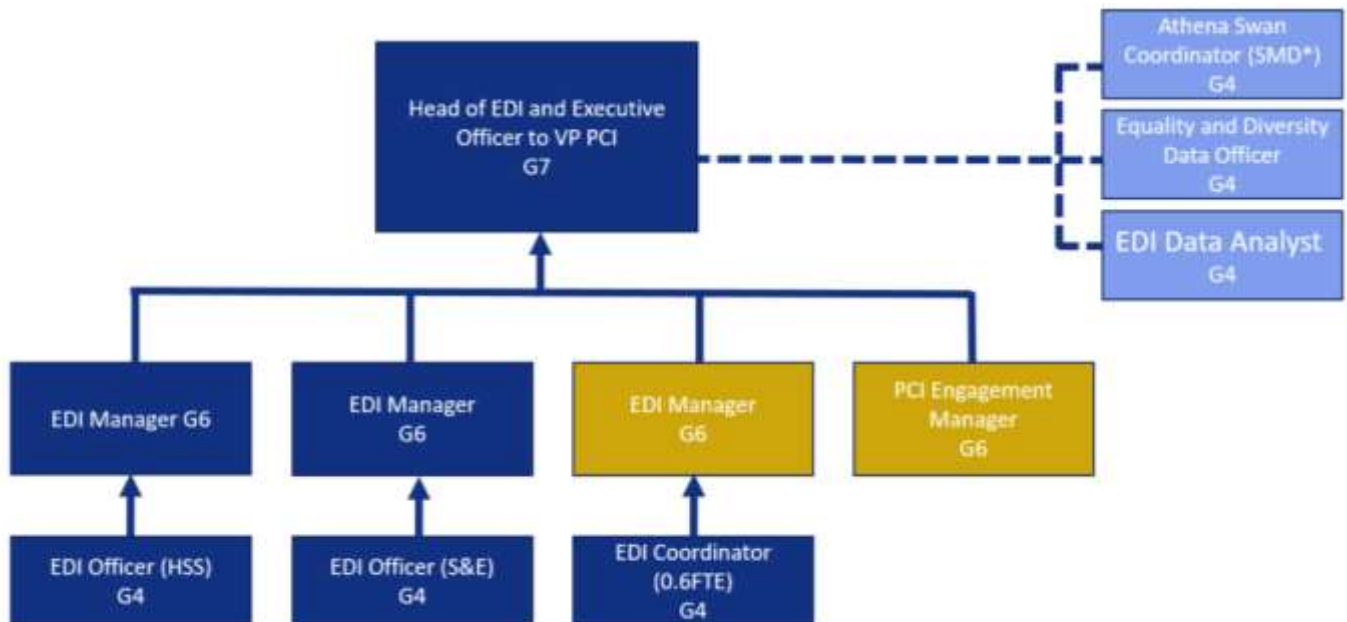 Athena Swan
Coordinator (SMD*)
G4
Head of EDI and Executive
Officer to VP PCI
G7
Equality and Diversity
Data Officer
G4
EDI Data Analyst
G4
EDI Manager G6
EDI Manager
G6
EDI Manager
G6
PCI Engagement
Manager
G6
EDI Officer (HSS)
G4
EDI Officer (S&E)
G4
EDI Coordinator
(0.6FTE)
G4